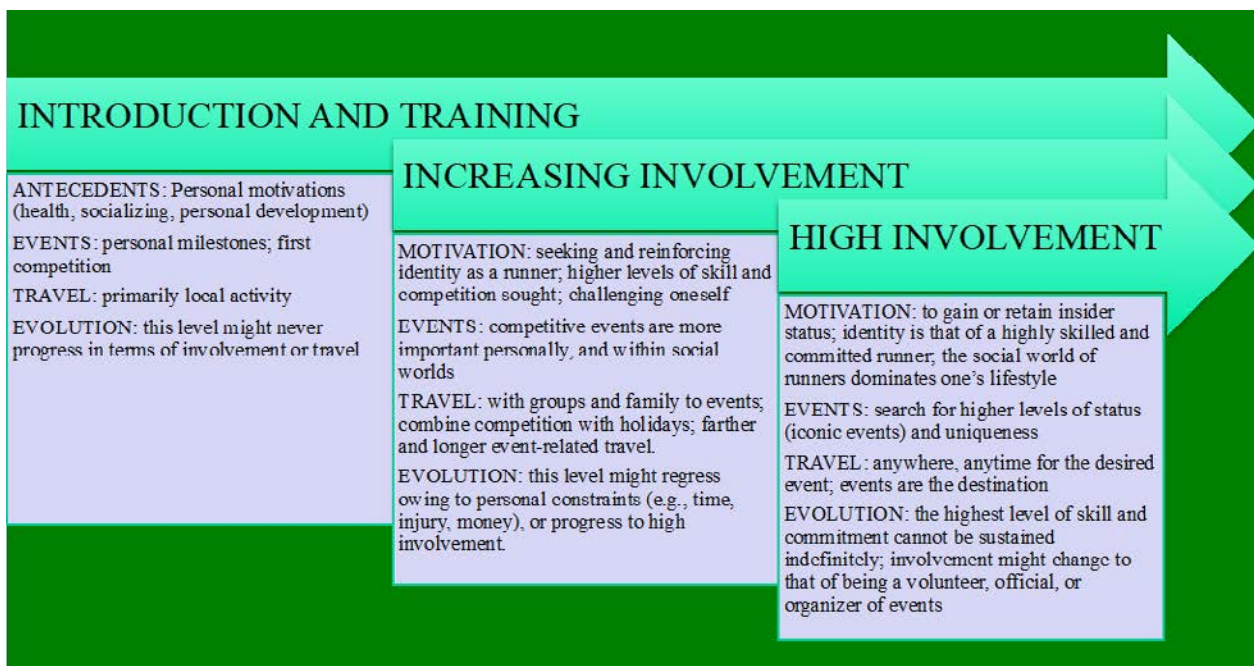 INTRODUCTION AND TRAINING
ANTECEDENTS: Personal motivations
(health, socializing, personal development)
EVENTS: personal milestones; first
competition
TRAVEL: primarily local activity
EVOLUTION: this level might never
progress in terms of involvement or travel
INCREASING INVOLVEMENT
MOTIVATION: seeking and reinforcing
identity as a runner; higher levels of skill and
competition sought; challenging oneself
EVENTS: competitive events are more
important personally, and within social
worlds
TRAVEL: with groups and family to events;
combine competition with holidays; farther
and longer event-related travel.
EVOLUTION: this level might regress
owing to personal constraints (e.g., time,
injury, money), or progress to high
involvement.
HIGH INVOLVEMENT
MOTIVATION: to gain or retain insider
status; identity is that of a highly skilled and
committed runner; the social world of
runners dominates one’s lifestyle
EVENTS: search for higher levels of status
(iconic events) and uniqueness
TRAVEL: anywhere, anytime for the desired
event; events are the destination
EVOLUTION: the highest level of skill and
commitment cannot be sustained
indefinitely; involvement might change to
that of being a volunteer, official, or
organizer of events